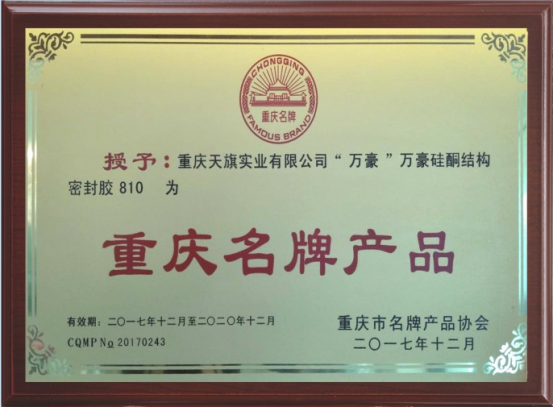 CHONGQING
重庆名牌
FAMOUS BRAND
授予：重庆天旗实业有限公司“万豪”万豪硅酮结构
密封胶 810 为
重庆名牌产品
有效期：二〇一七年十二月至二〇二〇年十二月
重庆市名牌产品协会
CQMP No 20170243
二〇一七年十二月